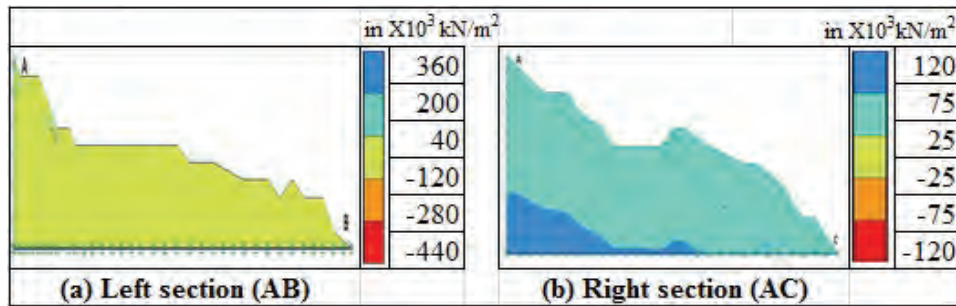 in X10³ kN/m²
A
B
360
200
40
-120
-280
-440
(a) Left section (AB)
in X10³ kN/m²
A
C
120
75
25
-25
-75
-120
(b) Right section (AC)